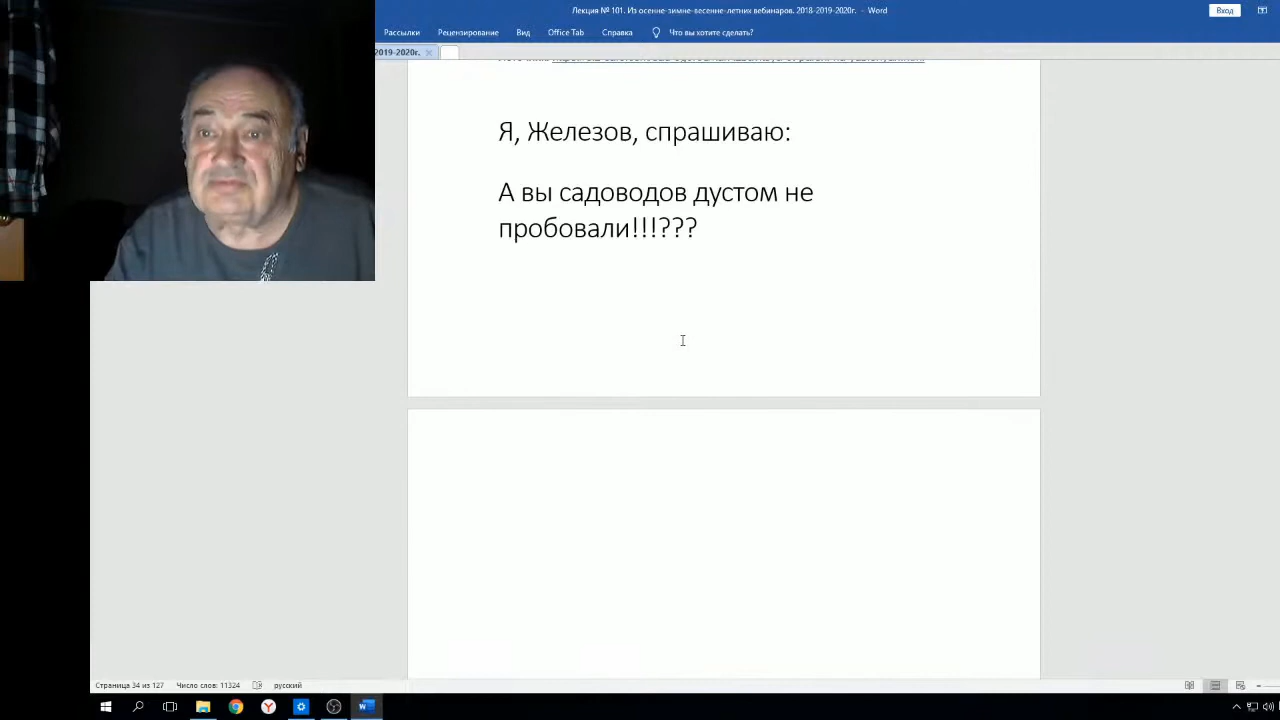 Лекция № 101. Из осенне-зимне-весенне-летних вебинаров. 2018-2019-2020г. - Word
Вход
Рассылки Рецензирование Вид Office Tab Справка Что вы хотите сделать?
2019-2020г.
Я, Железов, спрашиваю:
А вы садоводов дустом не
пробовали!!!???
Страница 34 из 127 Число слов: 11324 русский